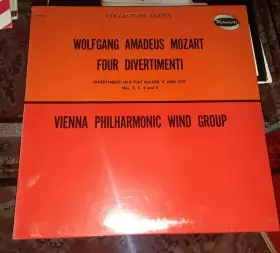 COLLECTORS SERIES
Westminster
WOLFGANG AMADEUS MOZART
FOUR DIVERTIMENTI
DIVERTIMENTI IN B FLAT MAJOR, K. ANH. 229,
Nos. 2, 3, 4 and 5
VIENNA PHILHARMONIC WIND GROUP